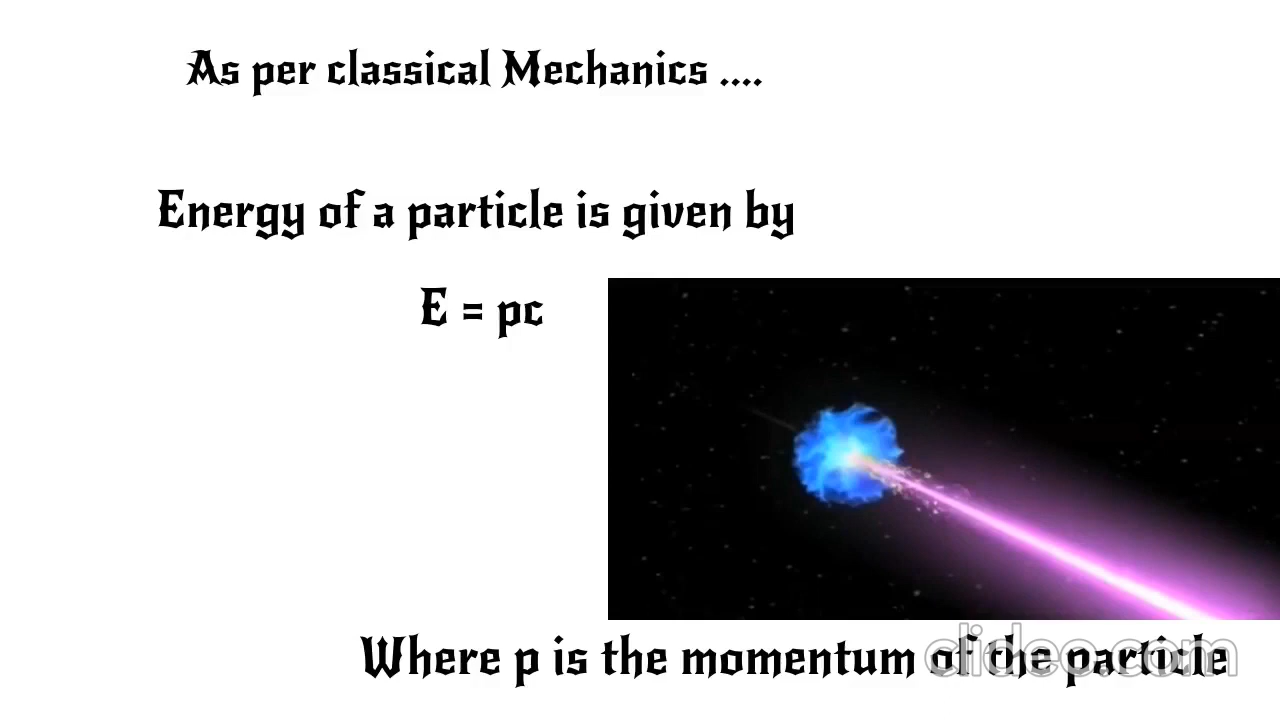 As per classical Mechanics ....
Energy of a particle is given by
E = pc
Where p is the momentum of the particle
clideo.com